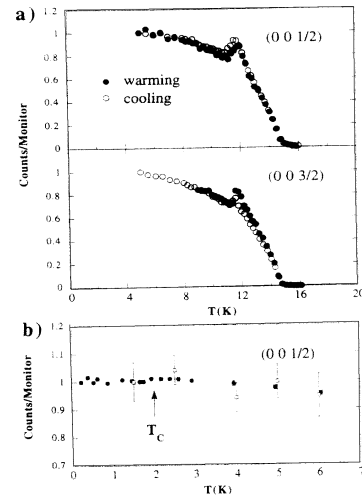 a)
1.2
1
0.8
0.6
0.4
0.2
0
(0 0 1/2)
● warming
○ cooling
Counts/Monitor
1
0.8
0.6
0.4
0.2
0
(0 0 3/2)
0 4 8 12 16 20
T(K)
b)
1.2
1.1
1
0.9
0.8
0.7
(0 0 1/2)
Counts/Monitor
TC
0 1 2 3 4 5 6 7
T(K)